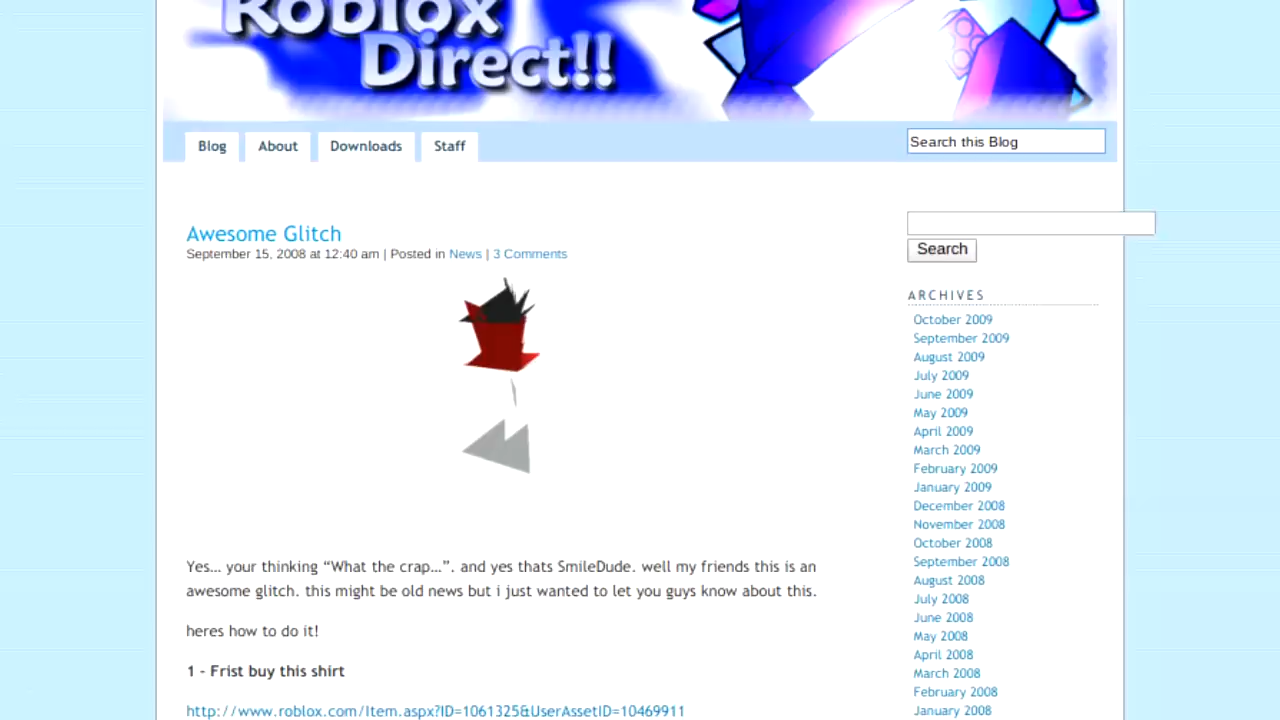 Roblox
Direct!!
Blog About Downloads Staff
Search this Blog
Awesome Glitch
September 15, 2008 at 12:40 am | Posted in News | 3 Comments
Search
ARCHIVES
October 2009
September 2009
August 2009
July 2009
June 2009
May 2009
April 2009
March 2009
February 2009
January 2009
December 2008
November 2008
October 2008
September 2008
August 2008
July 2008
June 2008
May 2008
April 2008
March 2008
February 2008
January 2008
Yes… your thinking “What the crap…”. and yes thats SmileDude. well my friends this is an
awesome glitch. this might be old news but i just wanted to let you guys know about this.
heres how to do it!
1 - Frist buy this shirt
http://www.roblox.com/Item.aspx?ID=1061325&UserAssetID=10469911